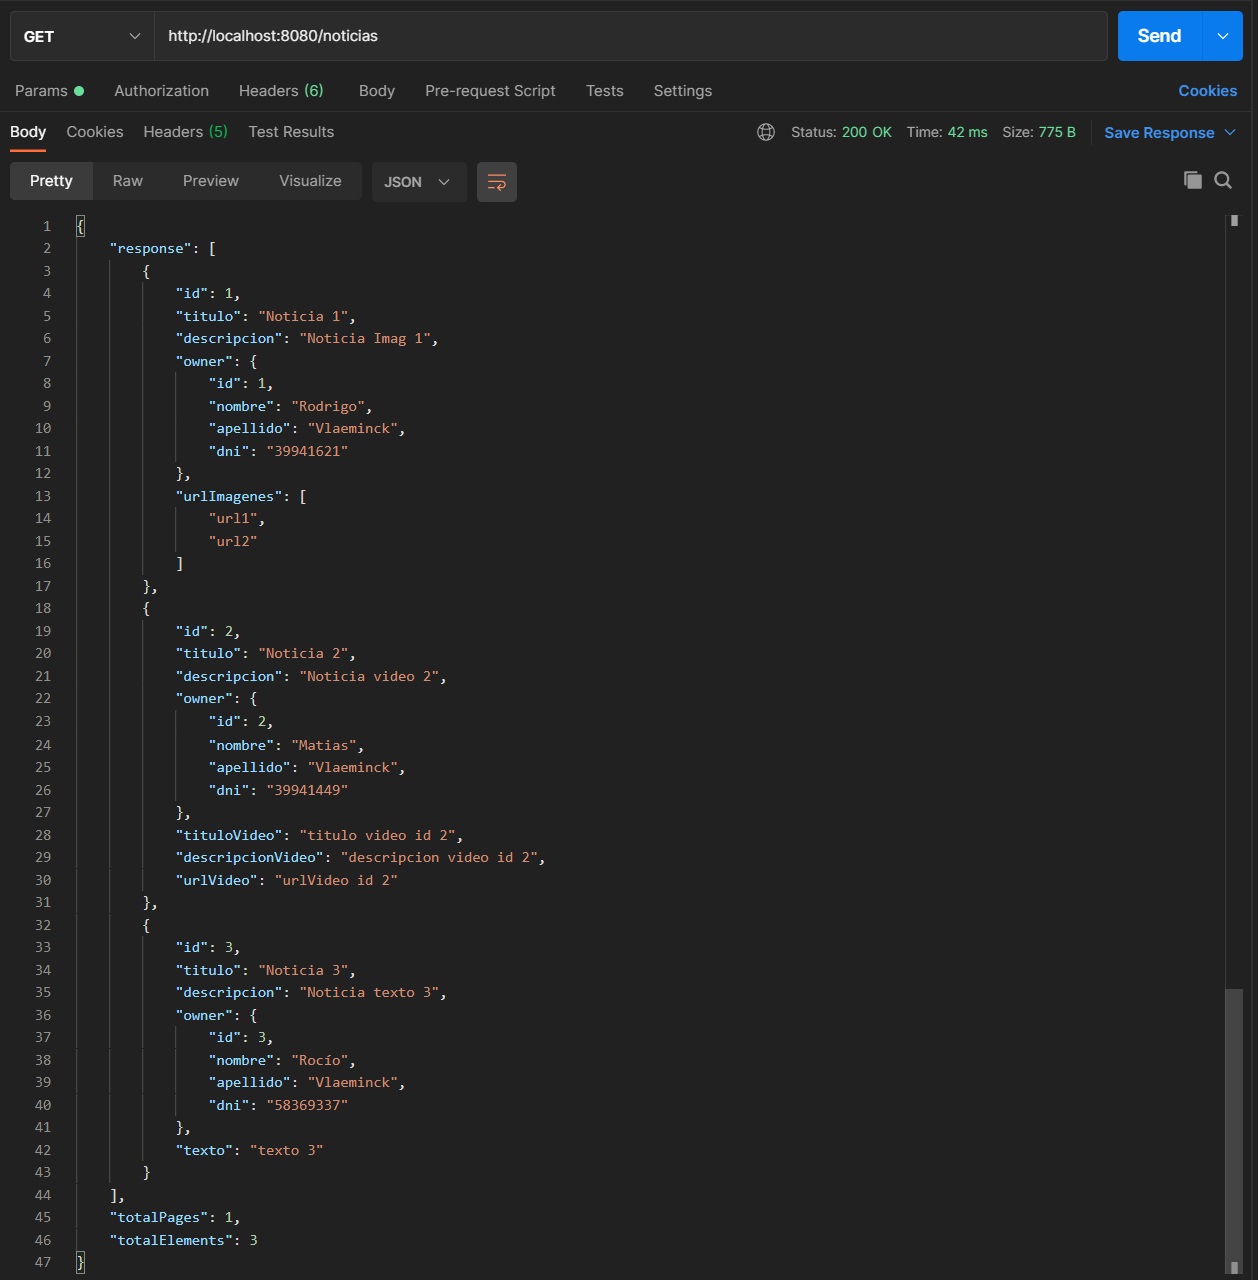 GET http://localhost:8080/noticias Send
Params Authorization Headers (6) Body Pre-request Script Tests Settings Cookies
Body Cookies Headers (5) Test Results Status: 200 OK Time: 42 ms Size: 775 B Save Response
Pretty Raw Preview Visualize JSON
1 {
2 "response": [
3 {
4 "id": 1,
5 "titulo": "Noticia 1",
6 "descripcion": "Noticia Imag 1",
7 "owner": {
8 "id": 1,
9 "nombre": "Rodrigo",
10 "apellido": "Vlaeminck",
11 "dni": "39941621"
12 },
13 "urlImagenes": [
14 "url1",
15 "url2"
16 ]
17 },
18 {
19 "id": 2,
20 "titulo": "Noticia 2",
21 "descripcion": "Noticia video 2",
22 "owner": {
23 "id": 2,
24 "nombre": "Matias",
25 "apellido": "Vlaeminck",
26 "dni": "39941449"
27 },
28 "tituloVideo": "titulo video id 2",
29 "descripcionVideo": "descripcion video id 2",
30 "urlVideo": "urlVideo id 2"
31 },
32 {
33 "id": 3,
34 "titulo": "Noticia 3",
35 "descripcion": "Noticia texto 3",
36 "owner": {
37 "id": 3,
38 "nombre": "Rocío",
39 "apellido": "Vlaeminck",
40 "dni": "58369337"
41 },
42 "texto": "texto 3"
43 }
44 ],
45 "totalPages": 1,
46 "totalElements": 3
47 }